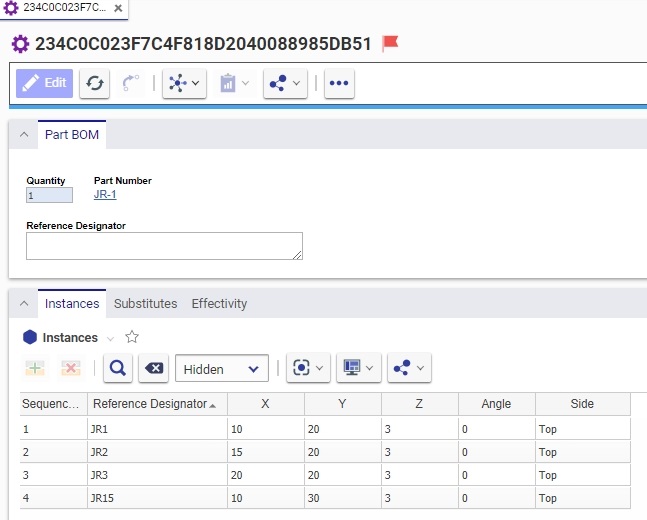 234C0C023F7C...
234C0C023F7C4F818D2040088985DB51
Edit
Part BOM
Quantity Part Number
1 JR-1
Reference Designator
Instances Substitutes Effectivity
Instances
Hidden
Sequenc... Reference Designator X Y Z Angle Side
1 JR1 10 20 3 0 Top
2 JR2 15 20 3 0 Top
3 JR3 20 20 3 0 Top
4 JR15 10 30 3 0 Top